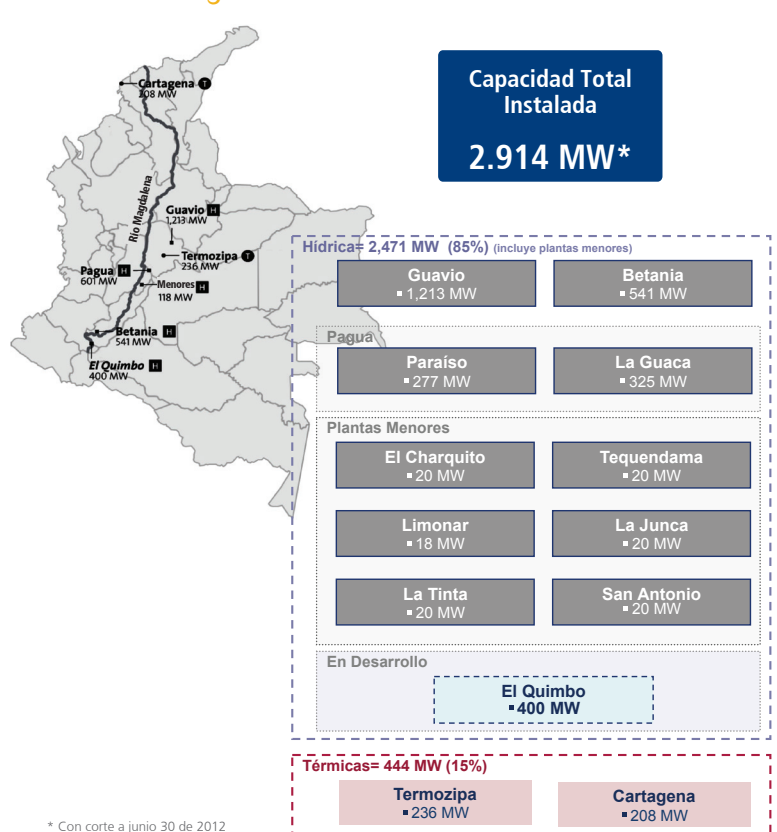 Capacidad Total
Instalada
2.914 MW*
Cartagena T
208 MW
Río Magdalena
Guavio H
1,213 MW
Termozipa T
236 MW
Pagua H
601 MW
Menores H
118 MW
Betania H
541 MW
El Quimbo H
400 MW
Hídrica= 2,471 MW (85%) (incluye plantas menores)
Guavio
▪ 1,213 MW
Betania
▪ 541 MW
Pagua
Paraíso
▪ 277 MW
La Guaca
▪ 325 MW
Plantas Menores
El Charquito
▪ 20 MW
Tequendama
▪ 20 MW
Limonar
▪ 18 MW
La Junca
▪ 20 MW
La Tinta
▪ 20 MW
San Antonio
▪ 20 MW
En Desarrollo
El Quimbo
▪ 400 MW
Térmicas= 444 MW (15%)
Termozipa
▪ 236 MW
Cartagena
▪ 208 MW
* Con corte a junio 30 de 2012